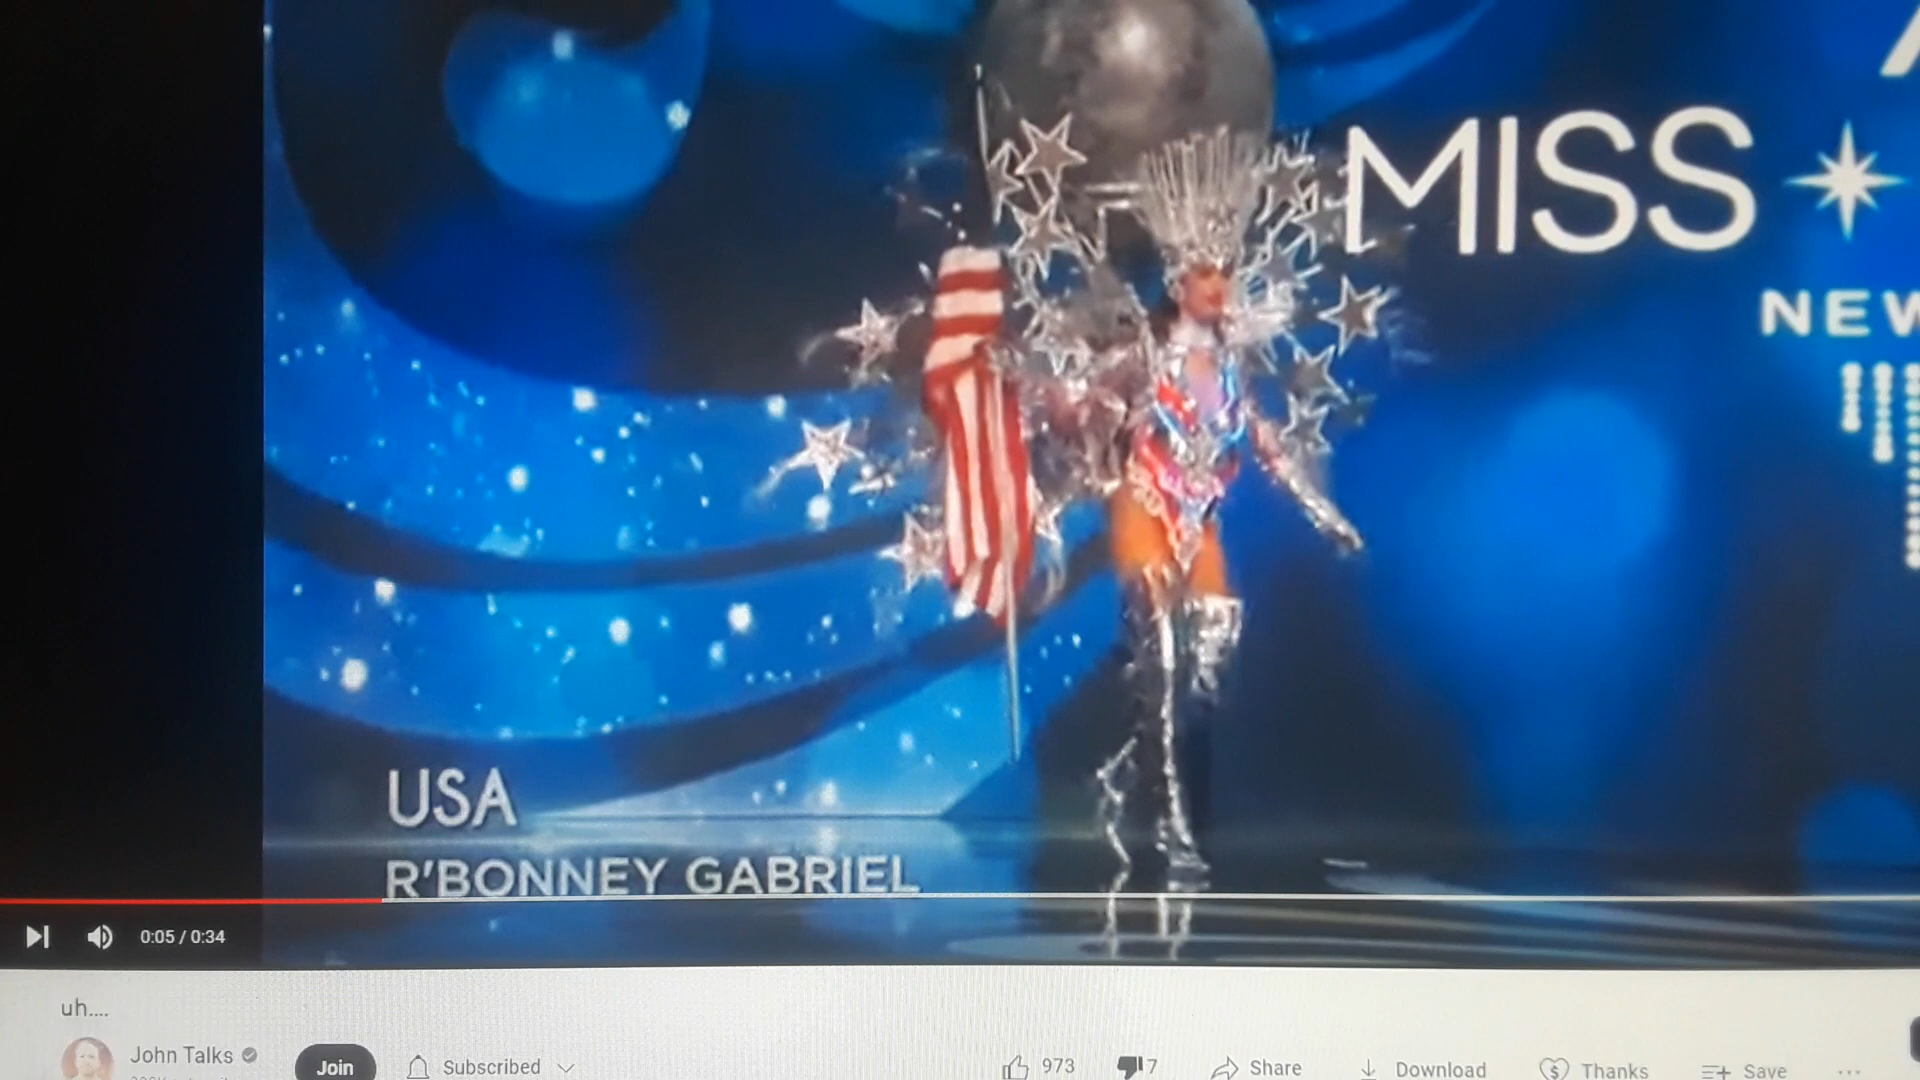 MISS
NEW
USA
R'BONNEY GABRIEL
0:05 / 0:34
uh....
John Talks
Join
Subscribed
973
7
Share
Download
Thanks
Save